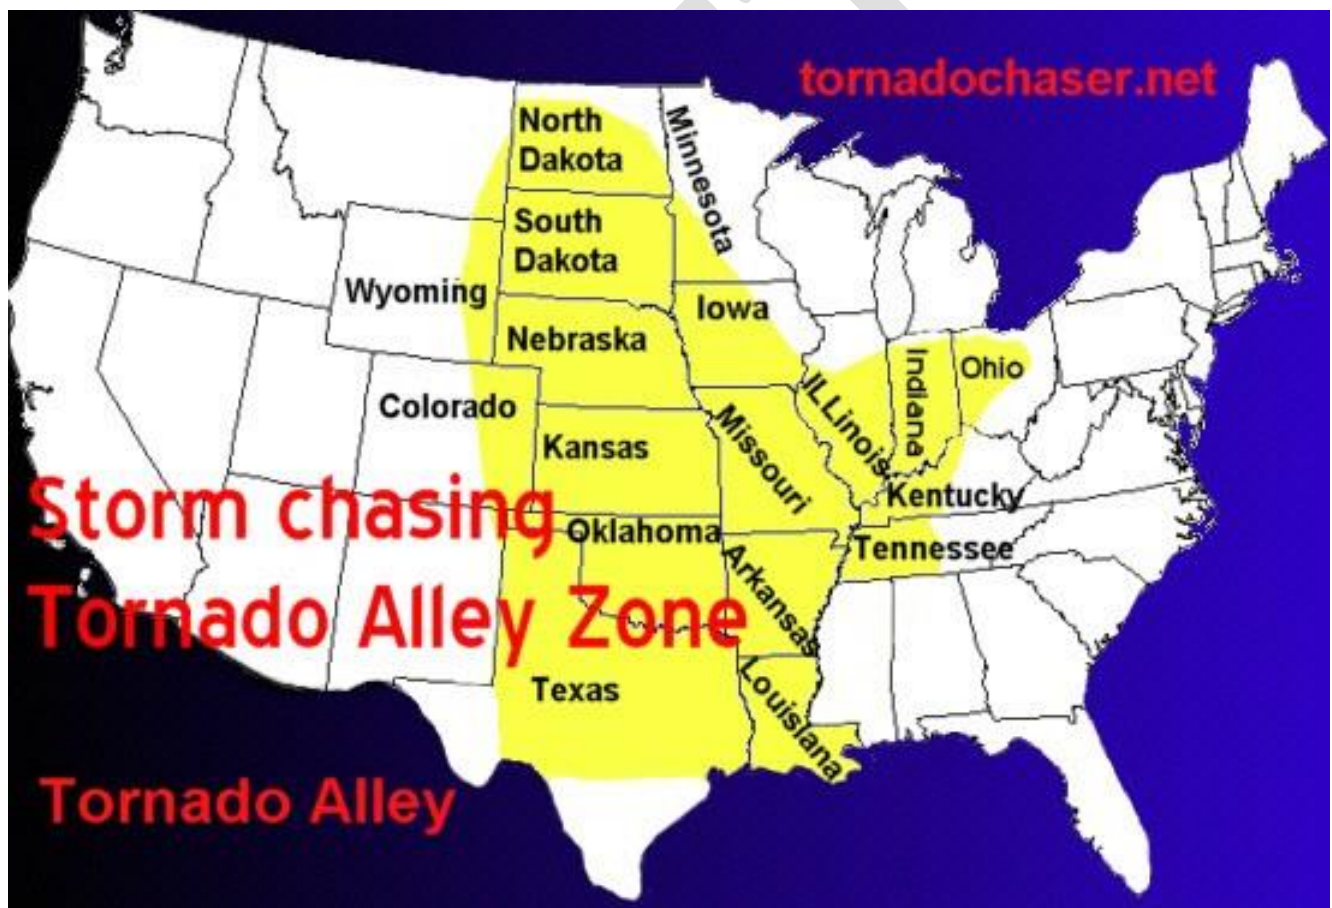 tornadochaser.net
North
Dakota
Minnesota
South
Dakota
Wyoming
Iowa
Nebraska
Indiana
Ohio
Colorado
ILLinois
Missouri
Kansas
Kentucky
Storm chasing
Oklahoma
Tennessee
Arkansas
Tornado Alley Zone
Texas
Louisiana
Tornado Alley